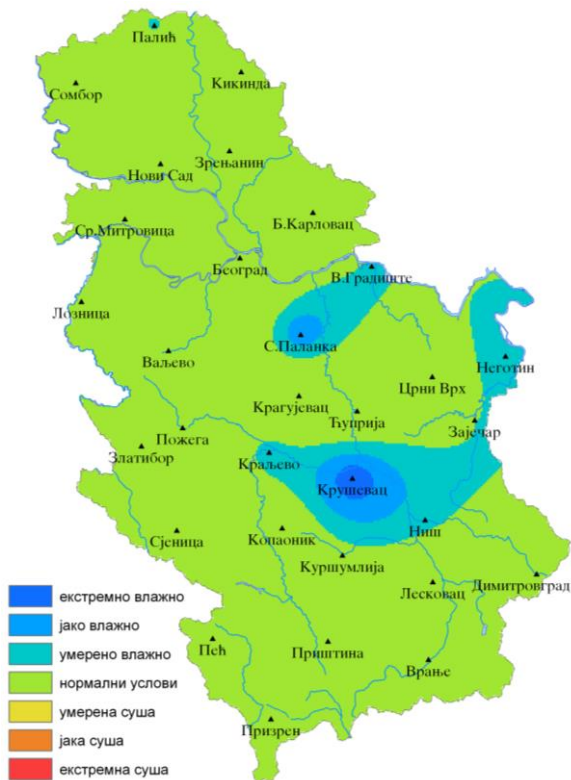 Палић
Сомбор
Кикинда
Зрењанин
Нови Сад
Ср.Митровица
Б.Карловац
Београд
В.Градиште
Лозница
С.Паланка
Ваљево
Неготин
Црни Врх
Крагујевац
Ћуприја
Зајечар
Пожега
Златибор
Краљево
Крушевац
Ниш
Сјеница
Копаоник
Куршумлија
Димитровград
Лесковац
Пећ
Приштина
Врање
Призрен
екстремно влажно
јако влажно
умерено влажно
нормални услови
умерена суша
јака суша
екстремна суша